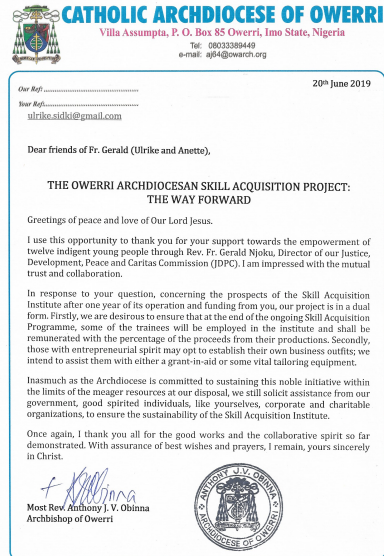 CATHOLIC ARCHDIOCESE OF OWERRI
Villa Assumpta, P. O. Box 85 Owerri, Imo State, Nigeria
Tel: 08033389449
e-mail: aj64@owarch.org
20th June 2019
Our Ref: ........................................
Your Ref:........................................
ulrike.sidki@gmail.com
Dear friends of Fr. Gerald (Ulrike and Anette),
THE OWERRI ARCHDIOCESAN SKILL ACQUISITION PROJECT:
THE WAY FORWARD
Greetings of peace and love of Our Lord Jesus.
I use this opportunity to thank you for your support towards the empowerment of
twelve indigent young people through Rev. Fr. Gerald Njoku, Director of our Justice,
Development, Peace and Caritas Commission (JDPC). I am impressed with the mutual
trust and collaboration.
In response to your question, concerning the prospects of the Skill Acquisition
Institute after one year of its operation and funding from you, our project is in a dual
form. Firstly, we are desirous to ensure that at the end of the ongoing Skill Acquisition
Programme, some of the trainees will be employed in the institute and shall be
remunerated with the percentage of the proceeds from their productions. Secondly,
those with entrepreneurial spirit may opt to establish their own business outfits; we
intend to assist them with either a grant-in-aid or some vital tailoring equipment.
Inasmuch as the Archdiocese is committed to sustaining this noble initiative within
the limits of the meager resources at our disposal, we still solicit assistance from our
government, good spirited individuals, like yourselves, corporate and charitable
organizations, to ensure the sustainability of the Skill Acquisition Institute.
Once again, I thank you all for the good works and the collaborative spirit so far
demonstrated. With assurance of best wishes and prayers, I remain, yours sincerely
in Christ.
Most Rev. Anthony J. V. Obinna
Archbishop of Owerri
ANTHONY J.V. OBINNA
ARCHDIOCESE OF OWERRI